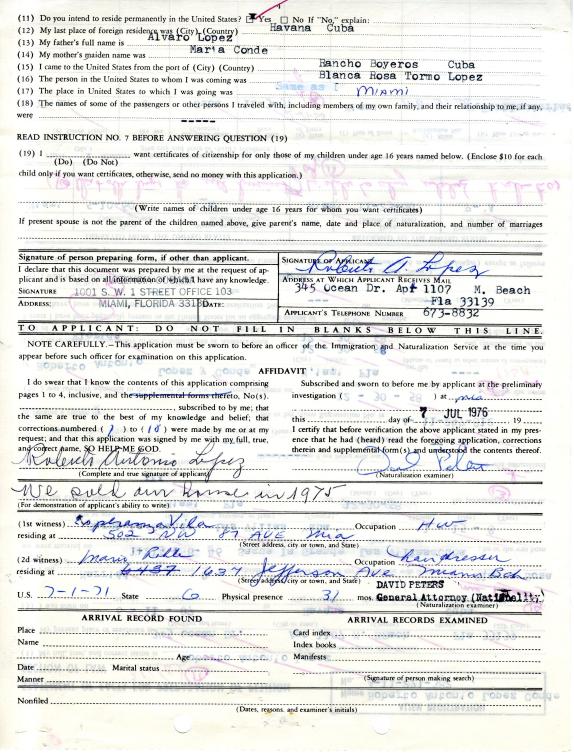 (11) Do you intend to reside permanently in the United States? Yes No If "No," explain:
(12) My last place of foreign residence was (City), (Country) Havana Cuba
(13) My father's full name is Alvaro Lopez
(14) My mother's maiden name was Maria Conde
(15) I came to the United States from the port of (City) (Country) Rancho Boyeros Cuba
(16) The person in the United States to whom I was coming was Blanca Rosa Tormo Lopez
(17) The place in the United States to which I was going was MIAMI
(18) The names of some of the passengers or other persons I traveled with, including members of my own family, and their relationship to me, if any,
were -----
READ INSTRUCTION NO. 7 BEFORE ANSWERING QUESTION (19)
(19) I want certificates of citizenship for only those of my children under age 16 years named below. (Enclose $10 for each
(Do) (Do Not)
child only if you want certificates, otherwise, send no money with this application.)
(Write names of children under age 16 years for whom you want certificates)
If present spouse is not the parent of the children named above, give parent's name, date and place of naturalization, and number of marriages
Signature of person preparing form, if other than applicant.
I declare that this document was prepared by me at the request of applicant and is based on all information of which I have any knowledge.
SIGNATURE 1001 S. W. 1 STREET OFFICE 103
ADDRESS: MIAMI, FLORIDA DATE:
SIGNATURE OF APPLICANT
Roberto A. Lopez
ADDRESS AT WHICH APPLICANT RECEIVES MAIL
345 Ocean Dr. Apt 1107 M. Beach
--- Fla 33139
APPLICANT'S TELEPHONE NUMBER 673-8832
TO APPLICANT: DO NOT FILL IN BLANKS BELOW THIS LINE.
NOTE CAREFULLY.—This application must be sworn to before an officer of the Immigration and Naturalization Service at the time you
appear before such officer for examination on this application.
AFFIDAVIT
I do swear that I know the contents of this application comprising
pages 1 to 4, inclusive, and the supplemental forms thereto, No(s).
subscribed to by me; that
the same are true to the best of my knowledge and belief; that
corrections numbered ( ) to ( ) were made by me or at my
request; and that this application was signed by me with my full, true,
and correct name, SO HELP ME GOD.
Roberto Antonio Lopez
(Complete and true signature of applicant)
Subscribed and sworn to before me by applicant at the preliminary
investigation ( ) at mia
this day of 7 JUL 1976 19
I certify that before verification the above applicant stated in my presence that he had (heard) read the foregoing application, corrections
therein and supplemental form(s) and understood the contents thereof.
(Naturalization examiner)
We sold our home in 1975
(For demonstration of applicant's ability to write)
(1st witness) Esperanza Occupation HW
residing at 502 NW 87 AVE Mia
(Street address, city or town, and State)
(2d witness) Maria Occupation hairdresser
residing at 1637 Jefferson Ave Miami Bch
(Street address, city or town, and State)
DAVID PETERS
U.S. 7-1-71 State 6 Physical presence 31 mos. General Attorney (Nationality)
(Naturalization examiner)
ARRIVAL RECORD FOUND
Place
Name
Age
Date Marital status
Manner
ARRIVAL RECORDS EXAMINED
Card index
Index books
Manifests
(Signature of person making search)
Nonfiled
(Dates, reasons, and examiner's initials)